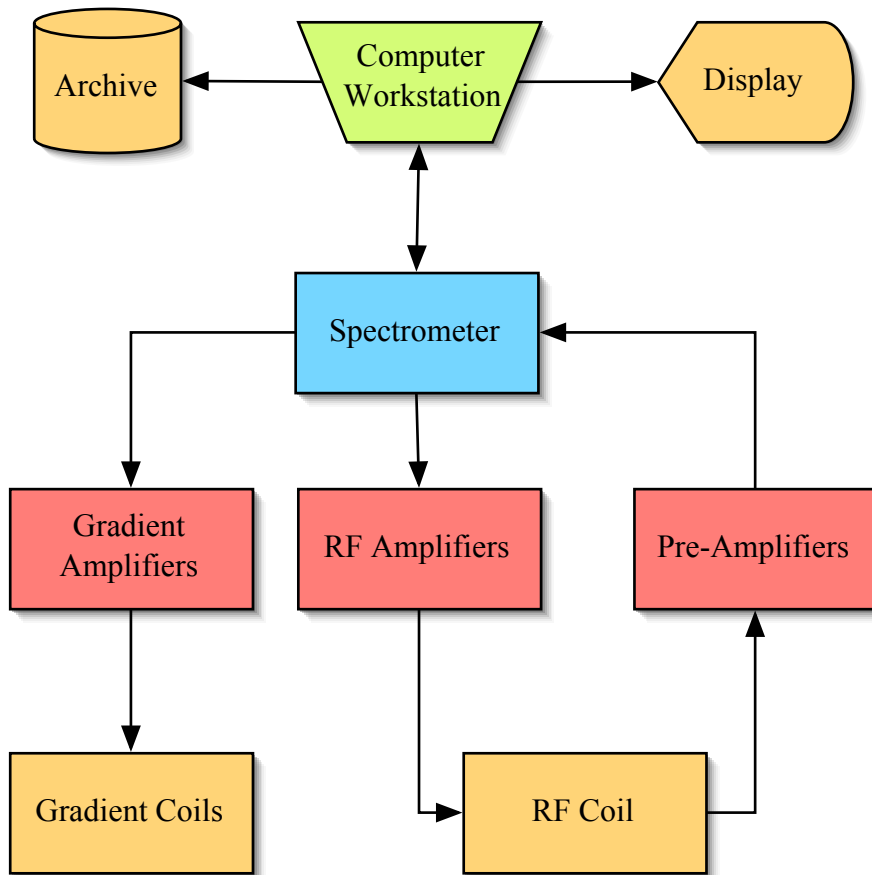 Archive
Computer
Workstation
Display
Spectrometer
Gradient
Amplifiers
RF Amplifiers
Pre-Amplifiers
Gradient Coils
RF Coil